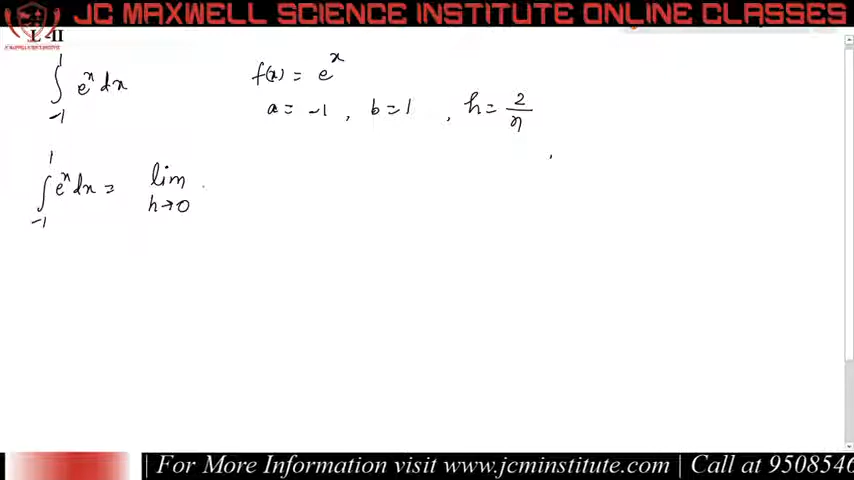 JC MAXWELL SCIENCE INSTITUTE ONLINE CLASSES
L-II
∫₋₁¹ eˣ dx f(x) = eˣ
a = -1 , b = 1 , h = 2/n
∫₋₁¹ eˣ dx = lim h→0
| For More Information visit www.jcminstitute.com | Call at 9508546